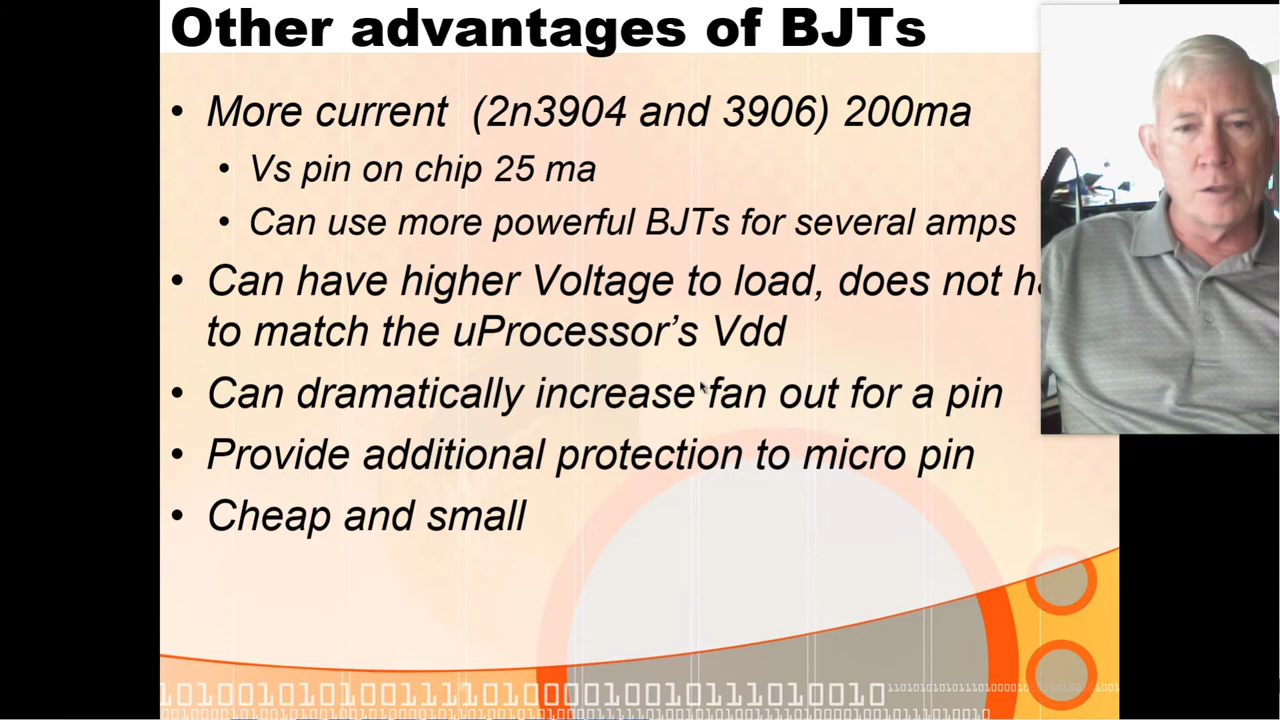 Other advantages of BJTs
• More current (2n3904 and 3906) 200ma
• Vs pin on chip 25 ma
• Can use more powerful BJTs for several amps
• Can have higher Voltage to load, does not
to match the uProcessor's Vdd
• Can dramatically increase fan out for a pin
• Provide additional protection to micro pin
• Cheap and small